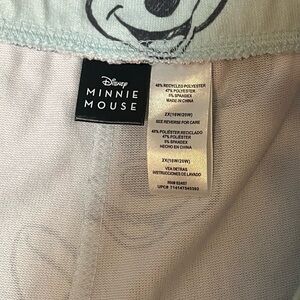 Disney
MINNIE
MOUSE
48% RECYCLED POLYESTER
47% POLYESTER
5% SPANDEX
MADE IN CHINA
2X(18W/20W)
SEE REVERSE FOR CARE
48% POLIÉSTER RECICLADO
47% POLIÉSTER
5% SPANDEX
HECHO EN CHINA
2X(18W/20W)
VEA DETRAS
INSTRUCCIONES DE LAVADO